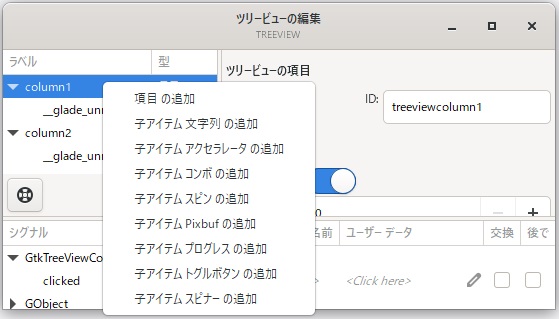 ツリービューの編集
TREEVIEW
ラベル 型
ツリービューの項目
column1
ID: treeviewcolumn1
column2
項目 の追加
子アイテム 文字列 の追加
子アイテム アクセラレータ の追加
子アイテム コンボ の追加
子アイテム スピン の追加
子アイテム Pixbuf の追加
子アイテム プログレス の追加
子アイテム トグルボタン の追加
子アイテム スピナー の追加
シグナル 名前 ユーザー データ 交換 後で
clicked <Click here>
GObject